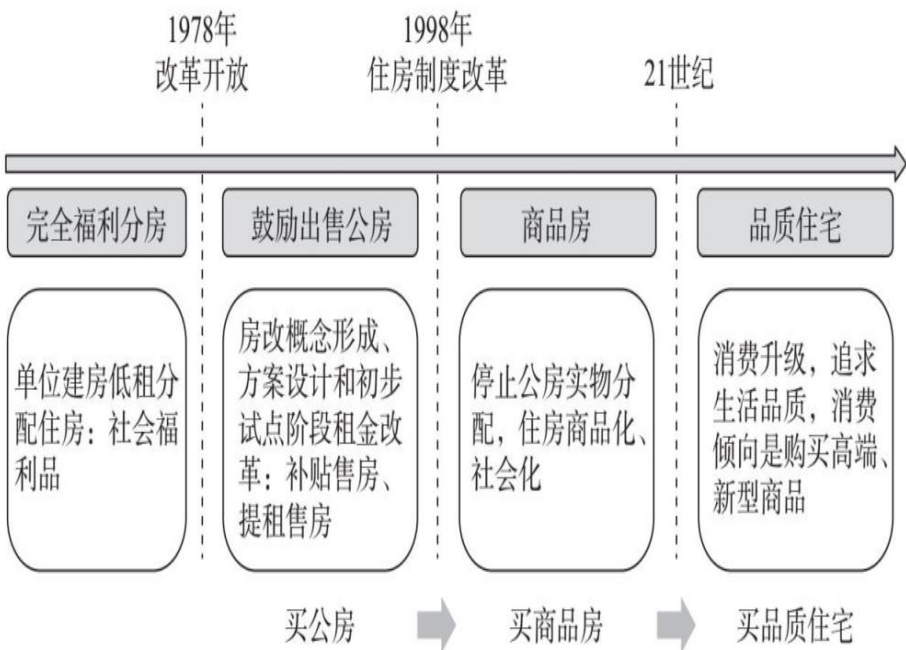 1978年
改革开放
1998年
住房制度改革
21世纪
完全福利分房
鼓励出售公房
商品房
品质住宅
单位建房低租分
配住房：社会福
利品
房改概念形成、
方案设计和初步
试点阶段租金改
革：补贴售房、
提租售房
停止公房实物分
配，住房商品化、
社会化
消费升级，追求
生活品质，消费
倾向是购买高端、
新型商品
买公房
买商品房
买品质住宅